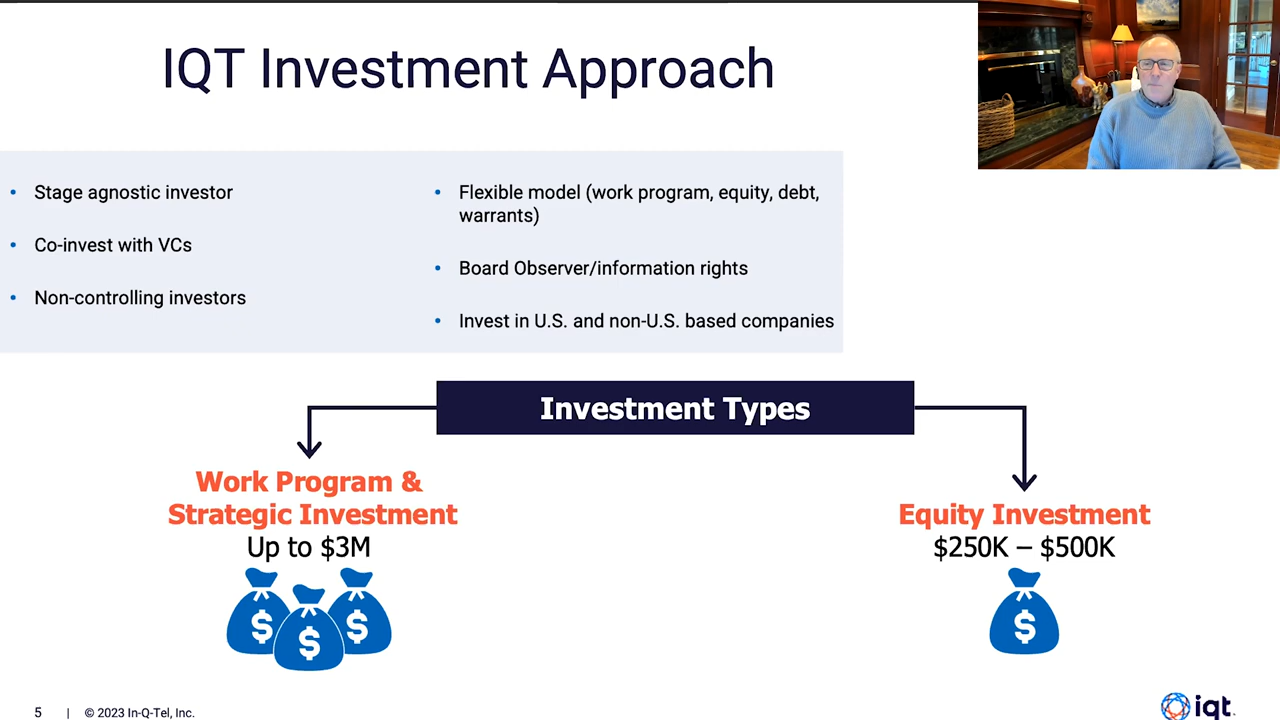 IQT Investment Approach
• Stage agnostic investor
• Co-invest with VCs
• Non-controlling investors
• Flexible model (work program, equity, debt,
warrants)
• Board Observer/information rights
• Invest in U.S. and non-U.S. based companies
Investment Types
Work Program &
Strategic Investment
Up to $3M
$ $ $
Equity Investment
$250K – $500K
$
5 | © 2023 In-Q-Tel, Inc.
iqt